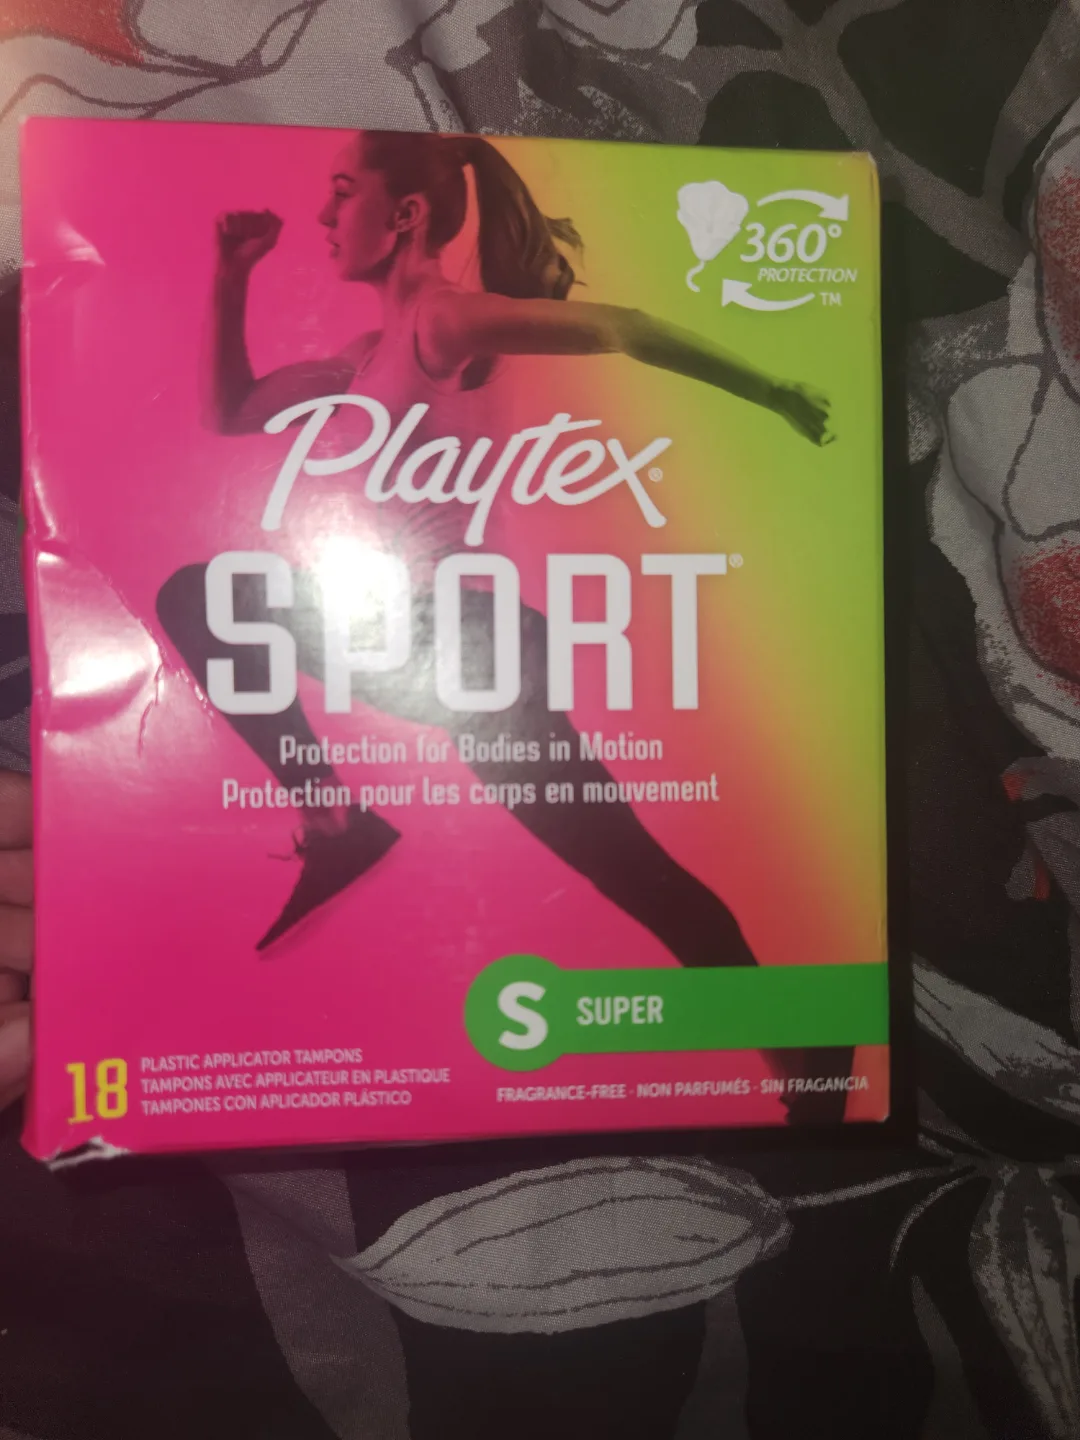 360°
PROTECTION
TM
Playtex®
SPORT®
Protection for Bodies in Motion
Protection pour les corps en mouvement
S SUPER
18 PLASTIC APPLICATOR TAMPONS
TAMPONS AVEC APPLICATEUR EN PLASTIQUE
TAMPONES CON APLICADOR PLÁSTICO
FRAGRANCE-FREE · NON PARFUMÉS · SIN FRAGANCIA